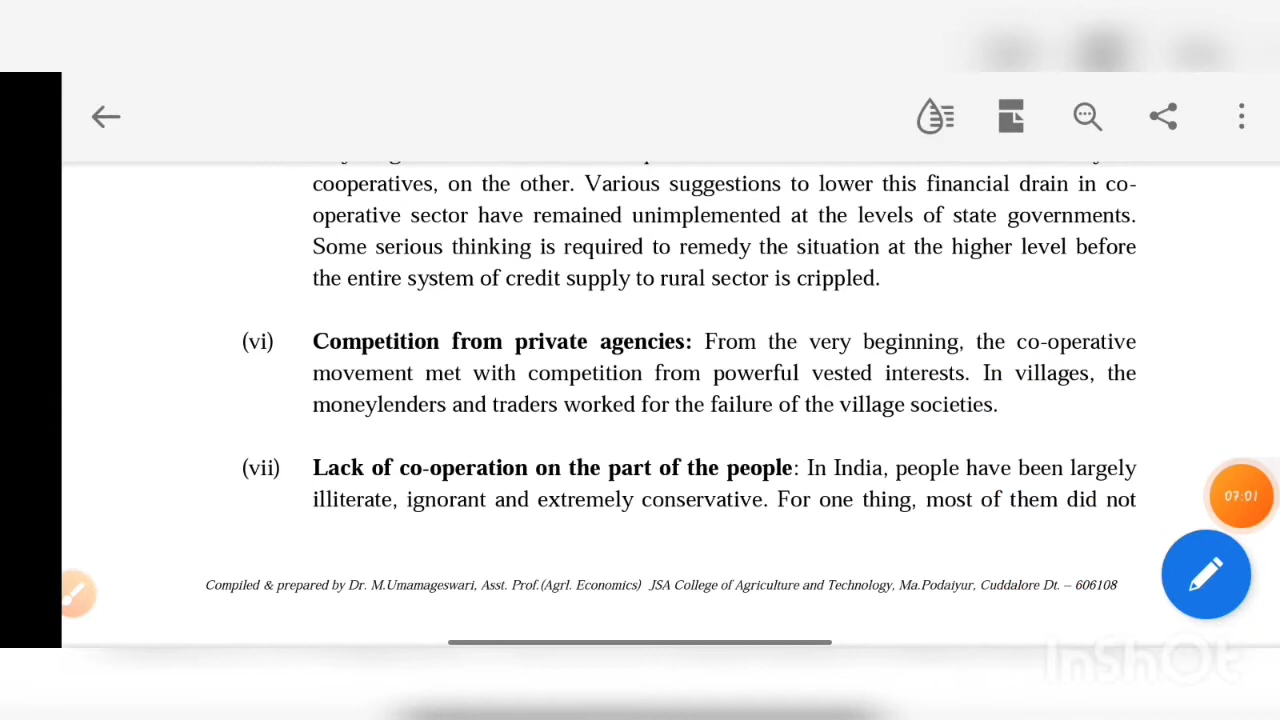 cooperatives, on the other. Various suggestions to lower this financial drain in co-
operative sector have remained unimplemented at the levels of state governments.
Some serious thinking is required to remedy the situation at the higher level before
the entire system of credit supply to rural sector is crippled.
(vi) Competition from private agencies: From the very beginning, the co-operative
movement met with competition from powerful vested interests. In villages, the
moneylenders and traders worked for the failure of the village societies.
(vii) Lack of co-operation on the part of the people: In India, people have been largely
illiterate, ignorant and extremely conservative. For one thing, most of them did not
07:01
Compiled & prepared by Dr. M.Umamageswari, Asst. Prof.(Agrl. Economics) JSA College of Agriculture and Technology, Ma.Podaiyur, Cuddalore Dt. – 606108
InShOt